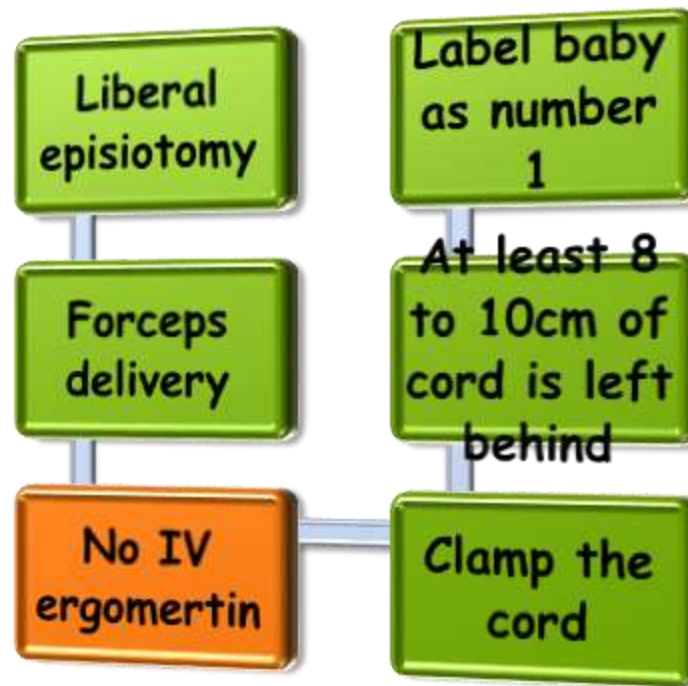 Liberal
episiotomy
Forceps
delivery
No IV
ergomertin
Clamp the
cord
At least 8
to 10cm of
cord is left
behind
Label baby
as number
1